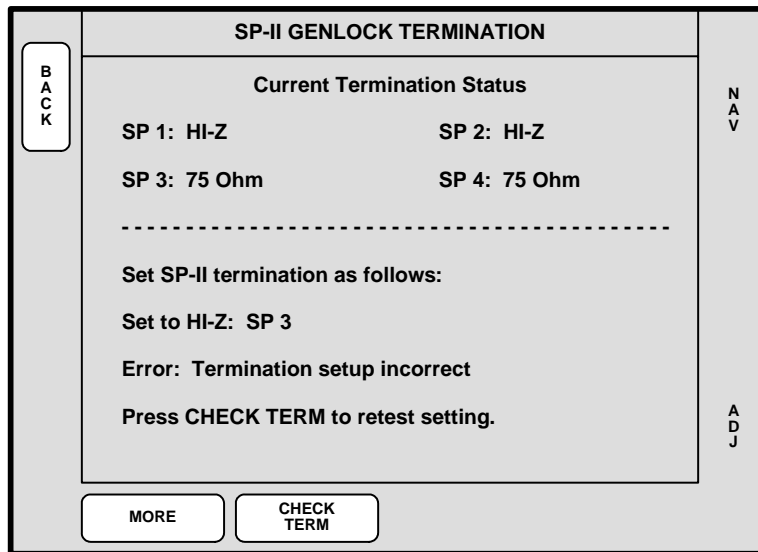 SP-II GENLOCK TERMINATION
BACK
Current Termination Status
NAV
SP 1: HI-Z SP 2: HI-Z
SP 3: 75 Ohm SP 4: 75 Ohm
- - - - - - - - - - - - - - - - - - - - - - - - - - - - - - - - - - - - - - - - - - -
Set SP-II termination as follows:
Set to HI-Z: SP 3
Error: Termination setup incorrect
Press CHECK TERM to retest setting.
ADJ
MORE
CHECK
TERM